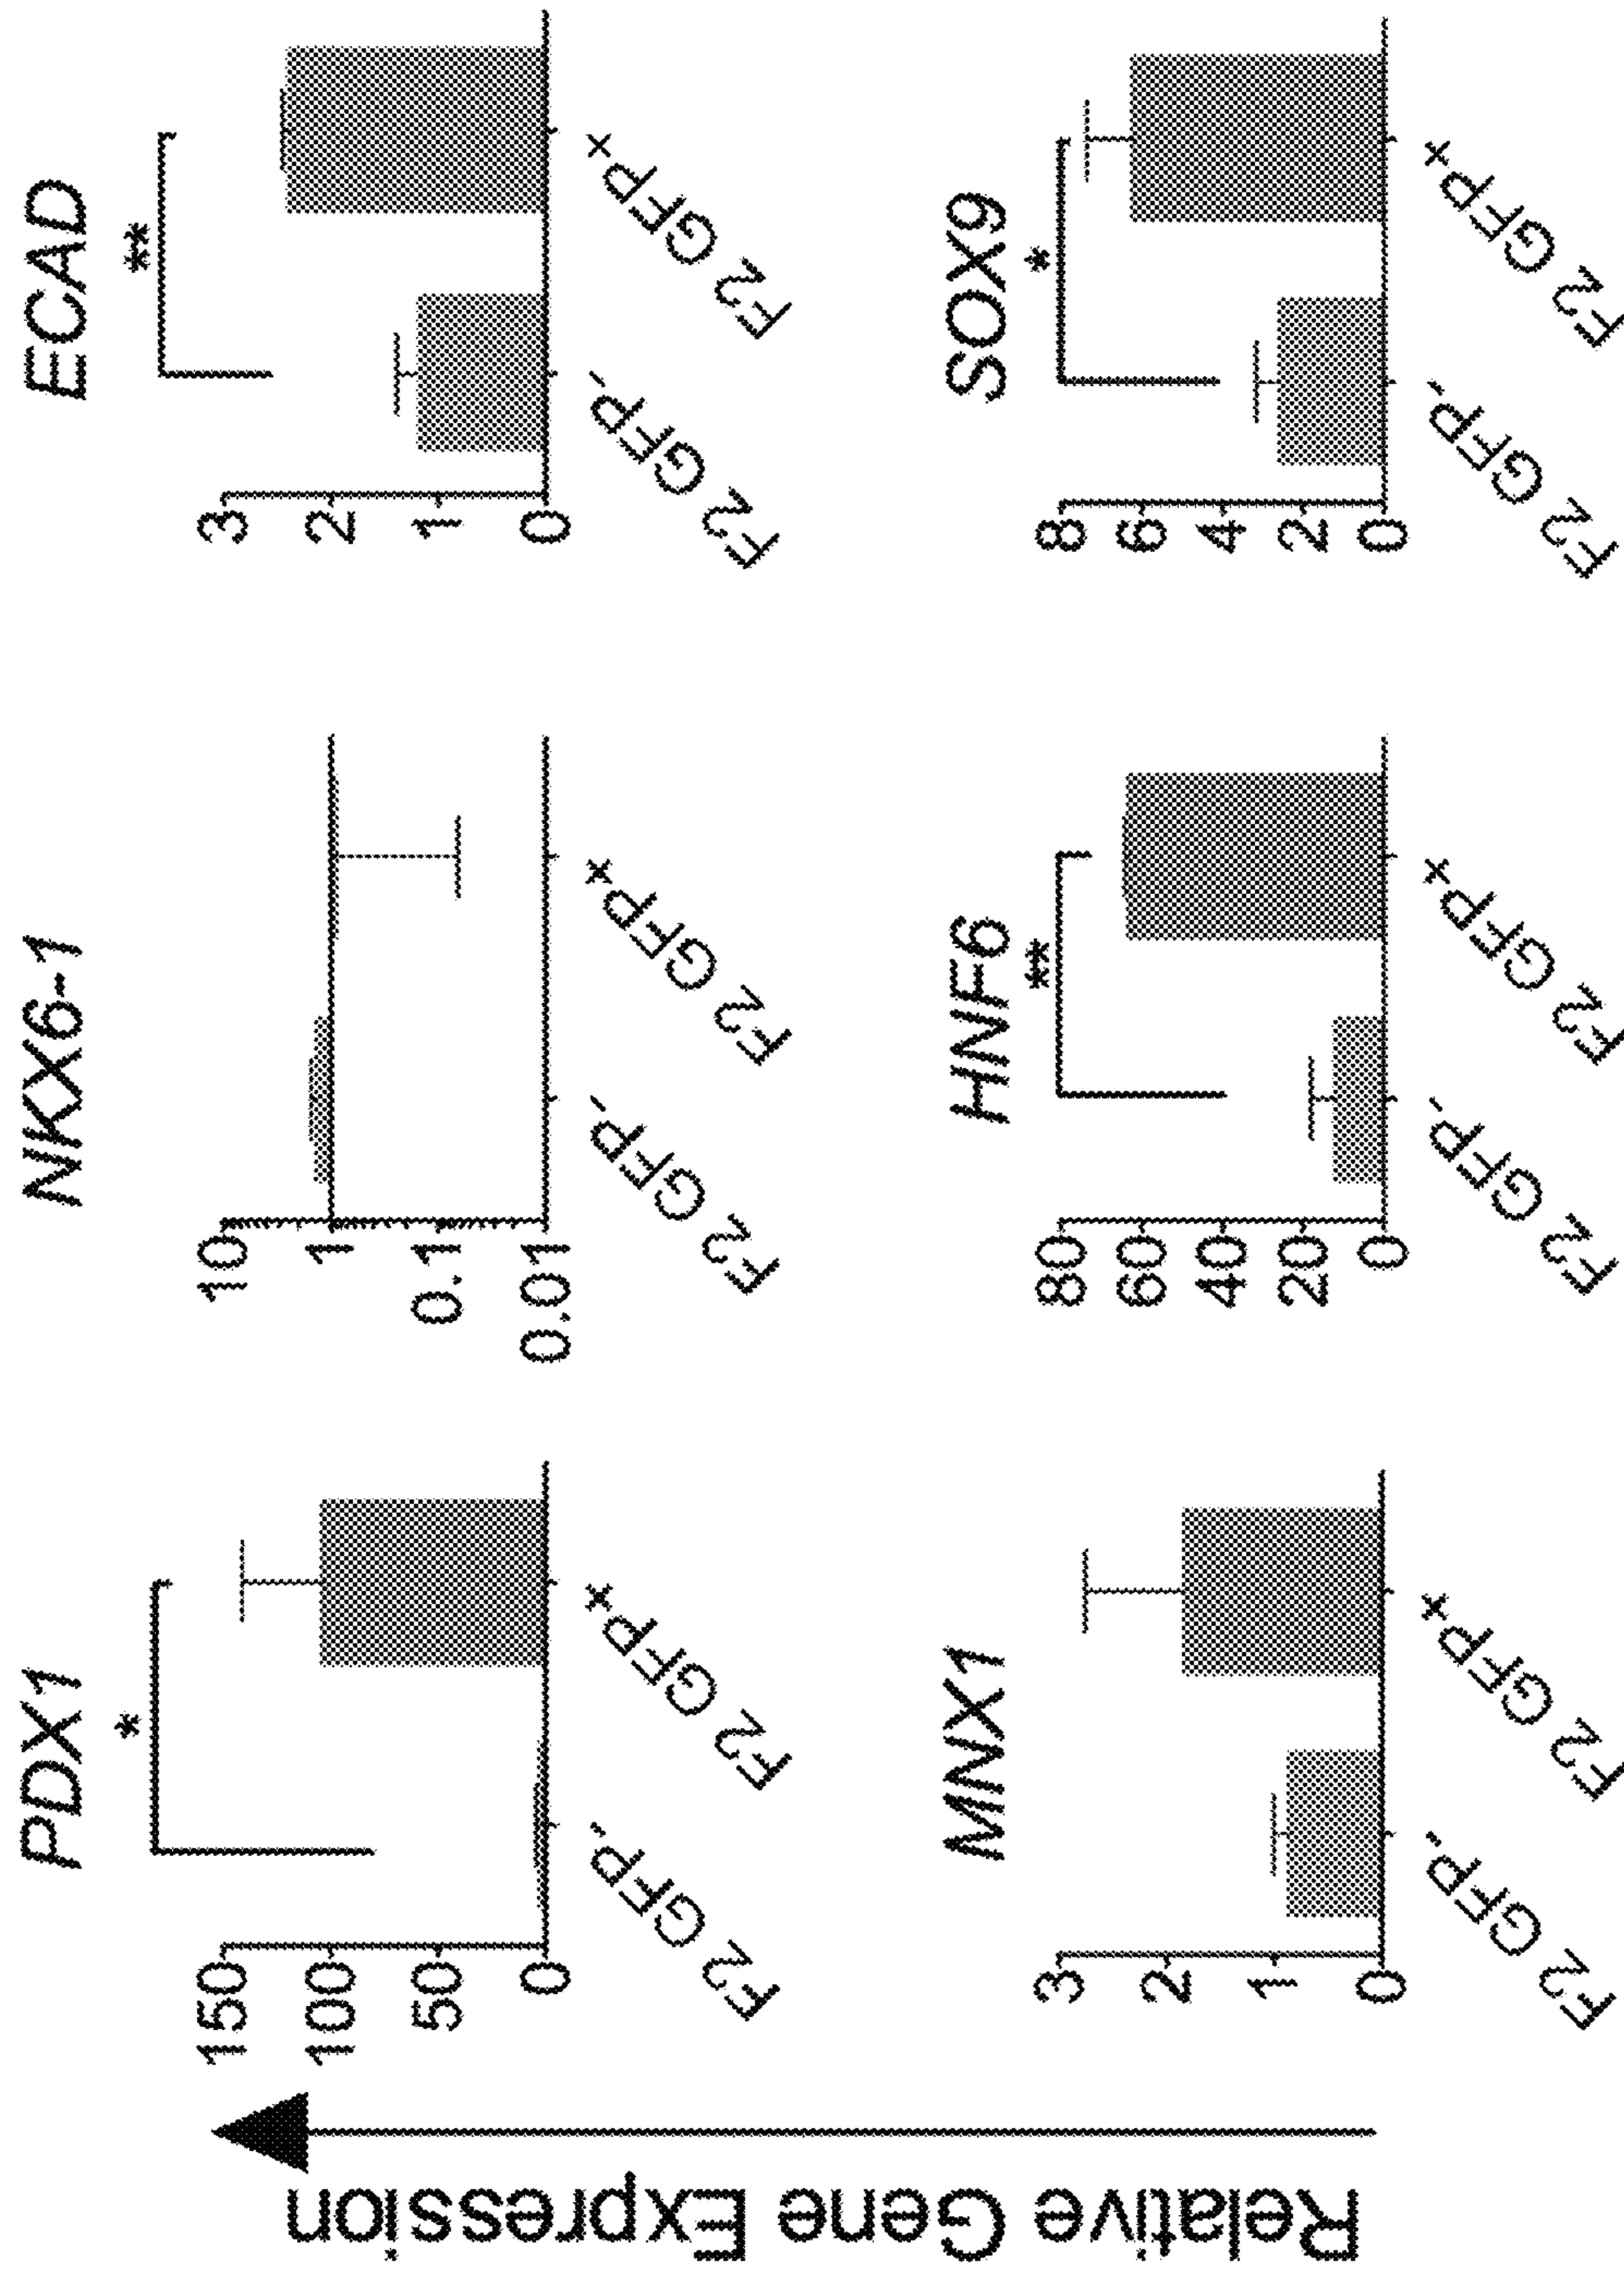 Relative Gene Expression
PDX1
*
150
100
50
0
F2 GFP-
F2 GFP+
NKX6-1
10
1
0.1
0.01
F2 GFP-
F2 GFP+
ECAD
**
3
2
1
0
F2 GFP-
F2 GFP+
MNX1
3
2
1
0
F2 GFP-
F2 GFP+
HNF6
**
80
60
40
20
0
F2 GFP-
F2 GFP+
SOX9
*
8
6
4
2
0
F2 GFP-
F2 GFP+